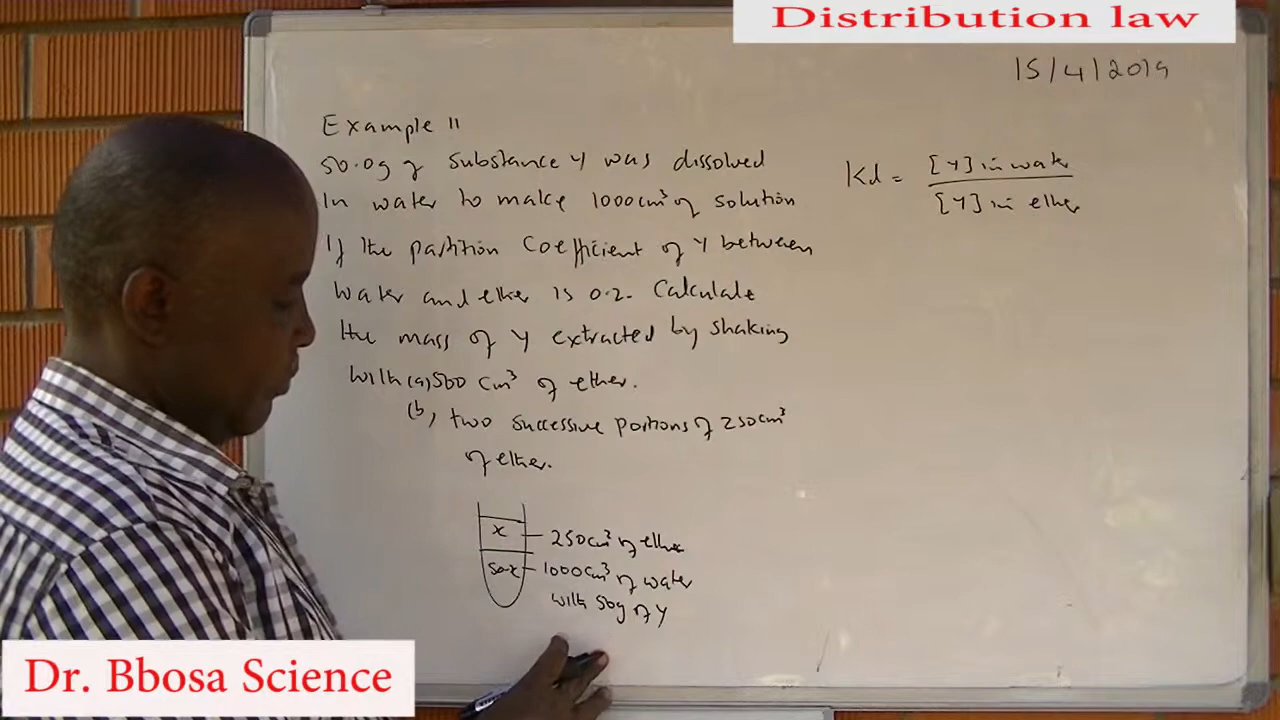 Distribution law
15/4/2019
Example 11
50.0g of substance Y was dissolved
In water to make 1000cm³ of solution
If the partition coefficient of Y between
water and ether is 0.2. Calculate
the mass of Y extracted by shaking
with (a) 500 cm³ of ether.
(b) two successive portions of 250cm³
of ether.
Kd = [Y] in water
[Y] in ether
x
250cm³ of ether
50-x
1000cm³ of water
with 50g of Y
Dr. Bbosa Science